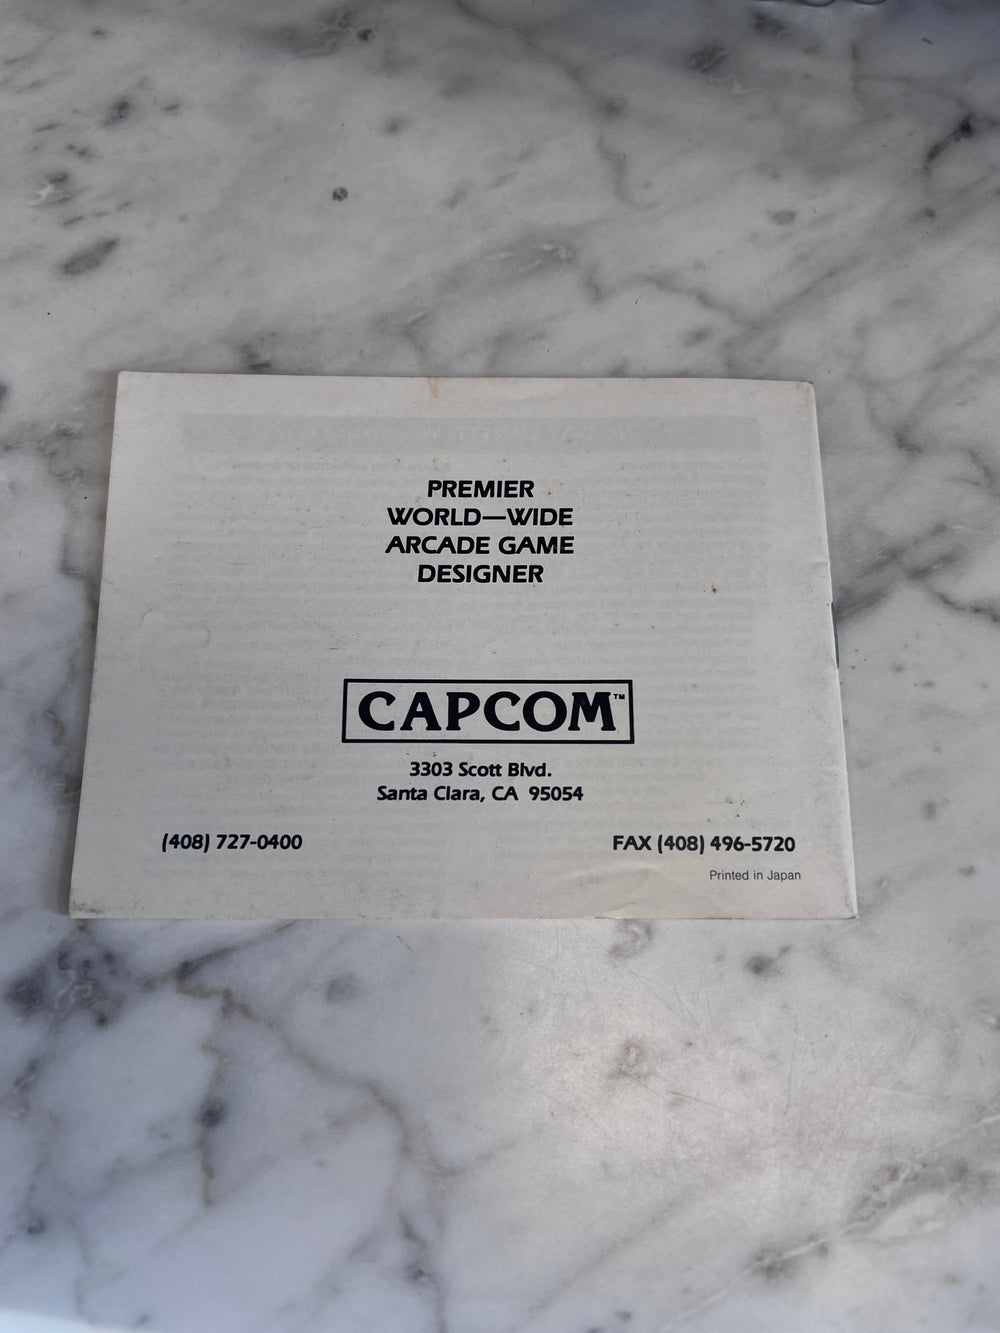 PREMIER
WORLD—WIDE
ARCADE GAME
DESIGNER
CAPCOM™
3303 Scott Blvd.
Santa Clara, CA 95054
(408) 727-0400
FAX (408) 496-5720
Printed in Japan